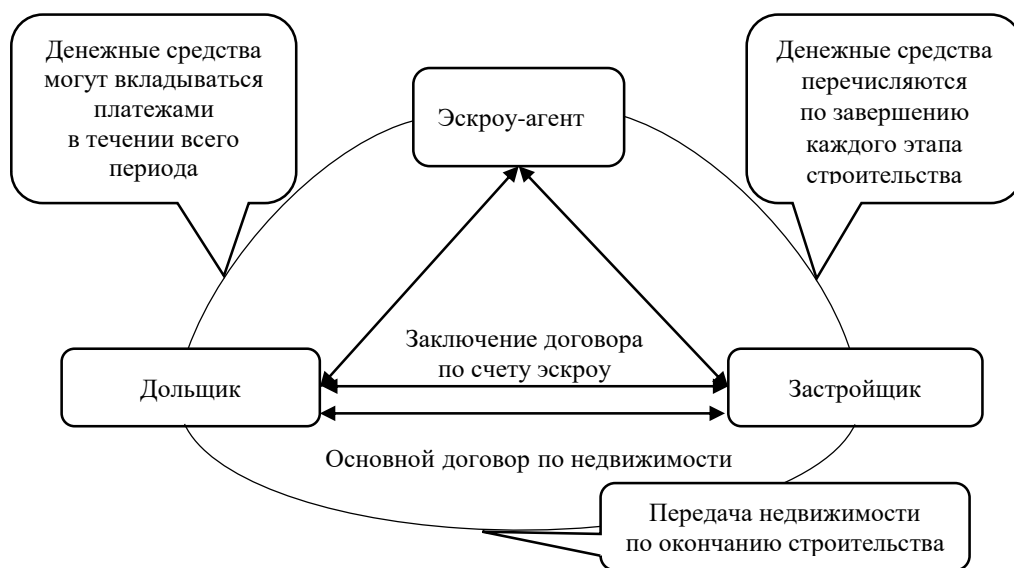 Денежные средства
могут вкладываться
платежами
в течении всего
периода
Эскроу-агент
Денежные средства
перечисляются
по завершению
каждого этапа
строительства
Заключение договора
по счету эскроу
Дольщик
Застройщик
Основной договор по недвижимости
Передача недвижимости
по окончанию строительства